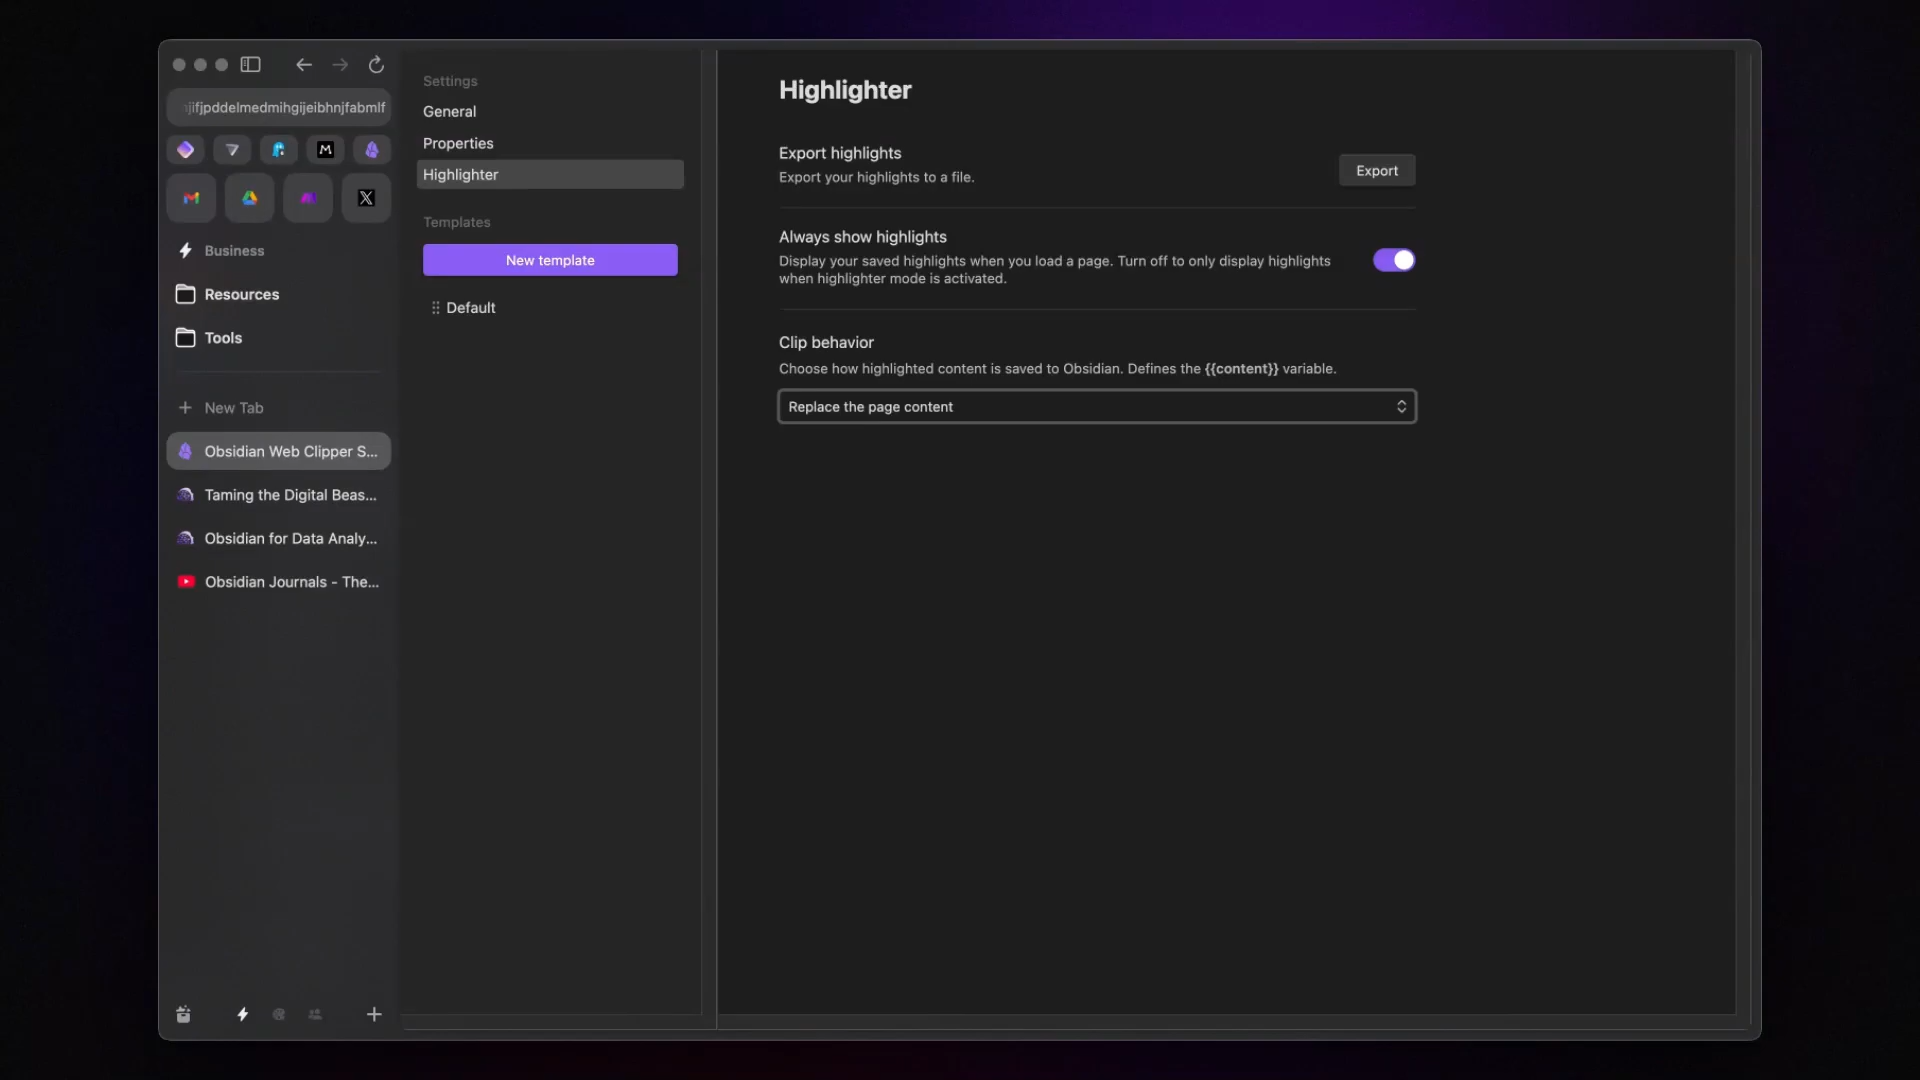 jifjpddelmedmihgijeibhnjfabmlf
Business
Resources
Tools
New Tab
Obsidian Web Clipper S...
Taming the Digital Beas...
Obsidian for Data Analy...
Obsidian Journals - The...
Settings
General
Properties
Highlighter
Templates
New template
Default
Highlighter
Export highlights
Export your highlights to a file.
Export
Always show highlights
Display your saved highlights when you load a page. Turn off to only display highlights
when highlighter mode is activated.
Clip behavior
Choose how highlighted content is saved to Obsidian. Defines the {{content}} variable.
Replace the page content